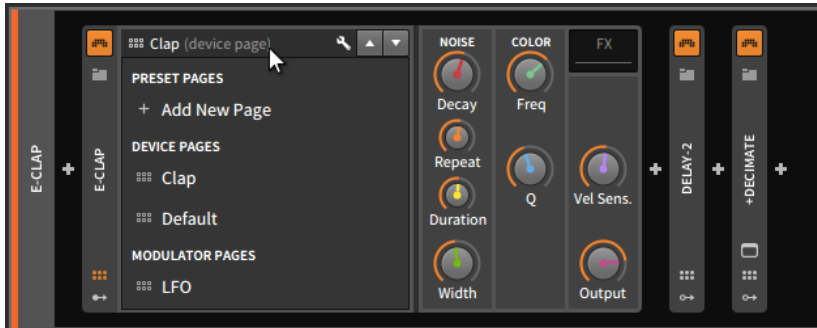 E-CLAP
E-CLAP
Clap (device page)
PRESET PAGES
+ Add New Page
DEVICE PAGES
Clap
Default
MODULATOR PAGES
LFO
NOISE
Decay
Repeat
Duration
Width
COLOR
Freq
Q
FX
Vel Sens.
Output
DELAY-2
+DECIMATE